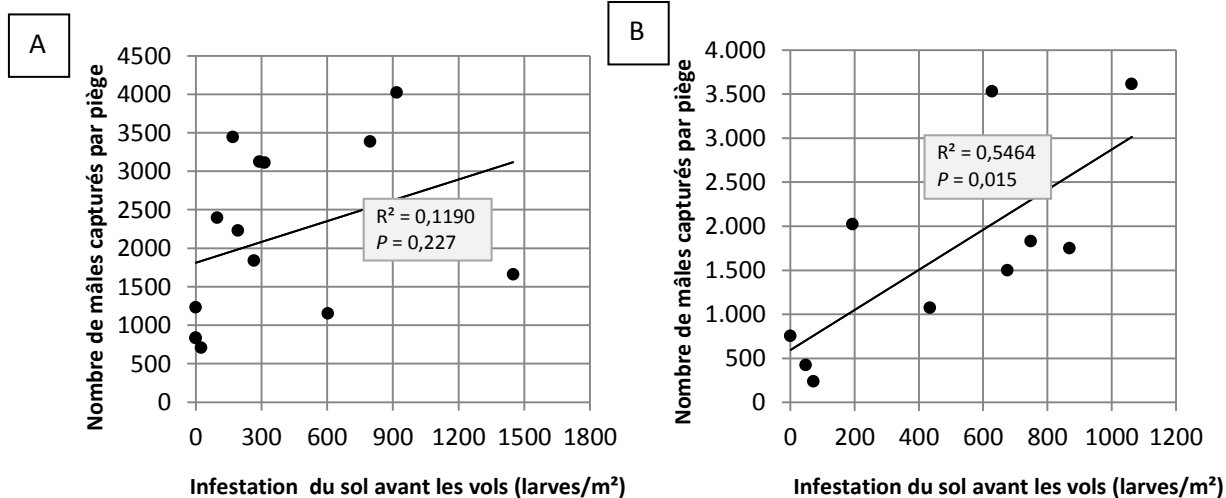 A
Nombre de mâles capturés par piège
4500
4000
3500
3000
2500
2000
1500
1000
500
0
R² = 0,1190
P = 0,227
0 300 600 900 1200 1500 1800
Infestation du sol avant les vols (larves/m²)
B
Nombre de mâles capturés par piège
4.000
3.500
3.000
2.500
2.000
1.500
1.000
500
0
R² = 0,5464
P = 0,015
0 200 400 600 800 1000 1200
Infestation du sol avant les vols (larves/m²)